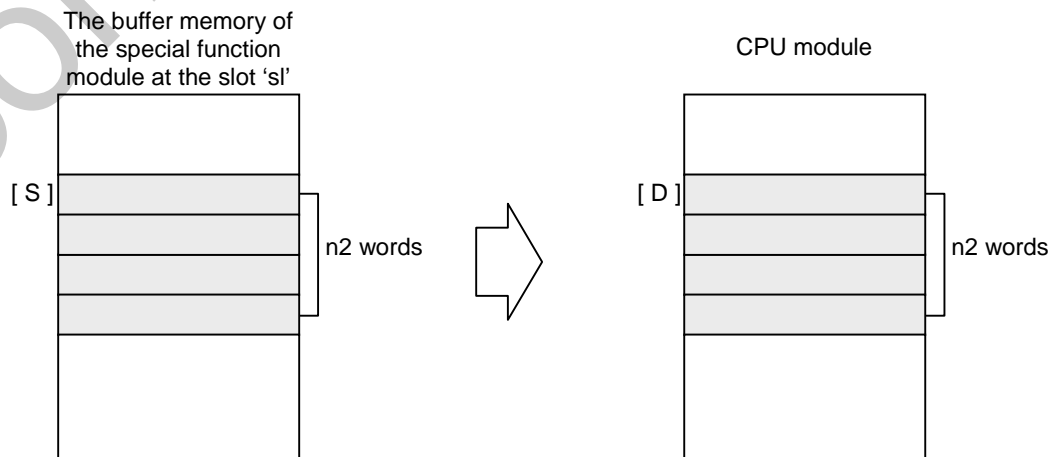 The buffer memory of
the special function
module at the slot ‘sl’
CPU module
[ S ]
n2 words
[ D ]
n2 words